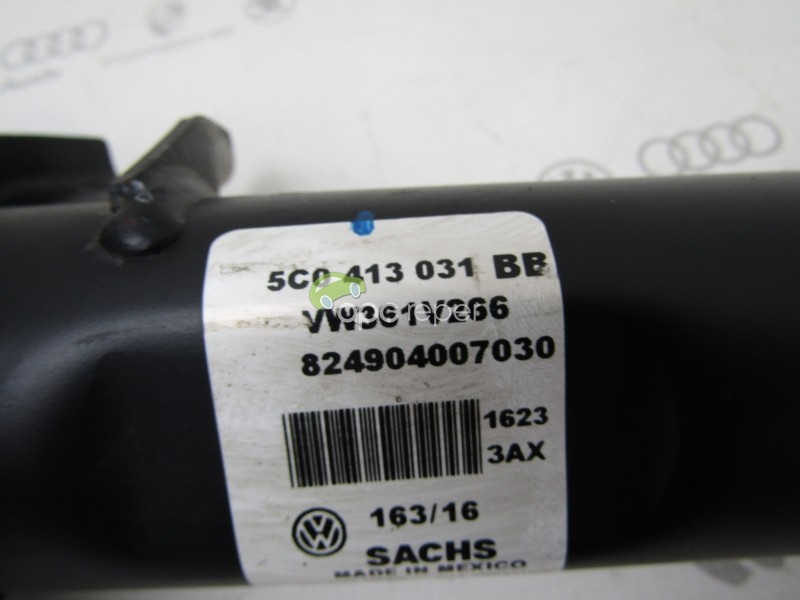 5C0 413 031 BB
824904007030
1623
3AX
163/16
SACHS
MADE IN MEXICO